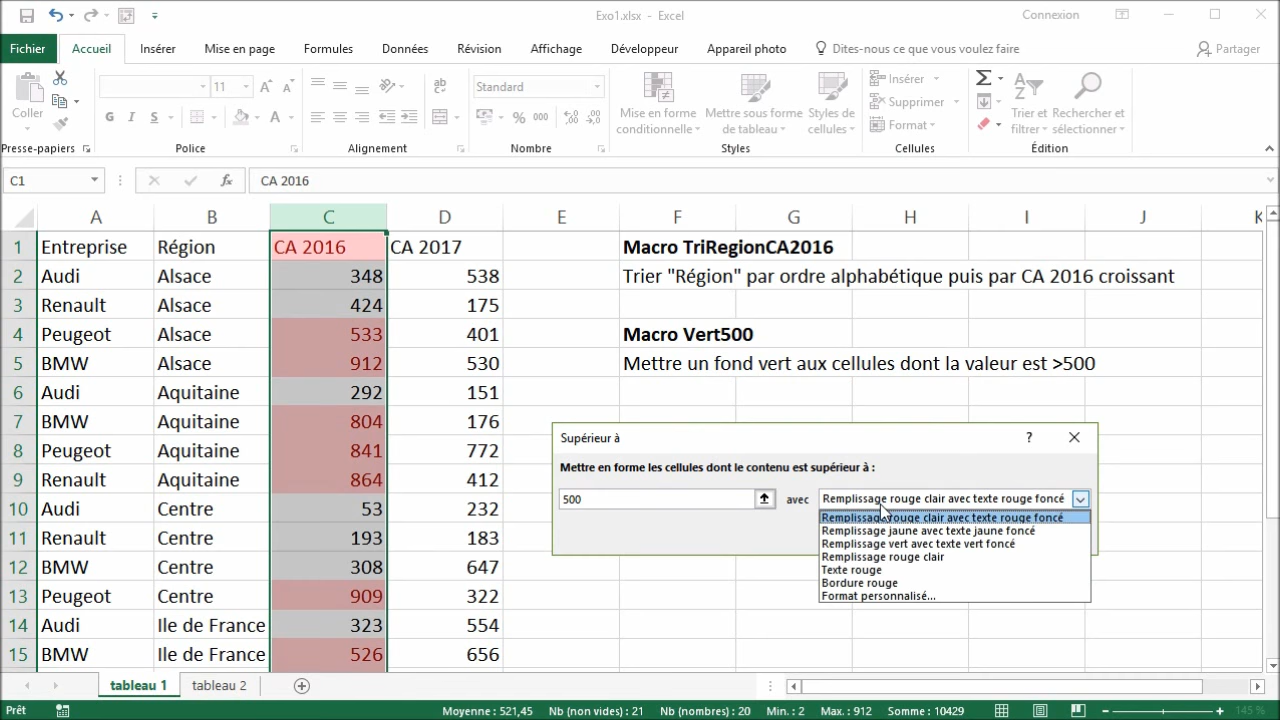 Exo1.xlsx - Excel
Connexion
Fichier Accueil Insérer Mise en page Formules Données Révision Affichage Développeur Appareil photo Dites-nous ce que vous voulez faire Partager
Coller
Presse-papiers
11
G I S A
Police
ab
Alignement
Standard
% 000
Nombre
Mise en forme conditionnelle
Mettre sous forme de tableau
Styles de cellules
Styles
Insérer
Supprimer
Format
Cellules
Trier et filtrer
Rechercher et sélectionner
Édition
C1 fx CA 2016
A B C D E F G H I J K
1 Entreprise Région CA 2016 CA 2017 Macro TriRegionCA2016
2 Audi Alsace 348 538 Trier "Région" par ordre alphabétique puis par CA 2016 croissant
3 Renault Alsace 424 175
4 Peugeot Alsace 533 401 Macro Vert500
5 BMW Alsace 912 530 Mettre un fond vert aux cellules dont la valeur est >500
6 Audi Aquitaine 292 151
7 BMW Aquitaine 804 176
8 Peugeot Aquitaine 841 772
9 Renault Aquitaine 864 412
10 Audi Centre 53 232
11 Renault Centre 193 183
12 BMW Centre 308 647
13 Peugeot Centre 909 322
14 Audi Ile de France 323 554
15 BMW Ile de France 526 656
Supérieur à ?
Mettre en forme les cellules dont le contenu est supérieur à :
500 avec Remplissage rouge clair avec texte rouge foncé
Remplissage rouge clair avec texte rouge foncé
Remplissage jaune avec texte jaune foncé
Remplissage vert avec texte vert foncé
Remplissage rouge clair
Texte rouge
Bordure rouge
Format personnalisé...
tableau 1 tableau 2
Prêt Moyenne : 521,45 Nb (non vides) : 21 Nb (nombres) : 20 Min. : 2 Max. : 912 Somme : 10429 145 %